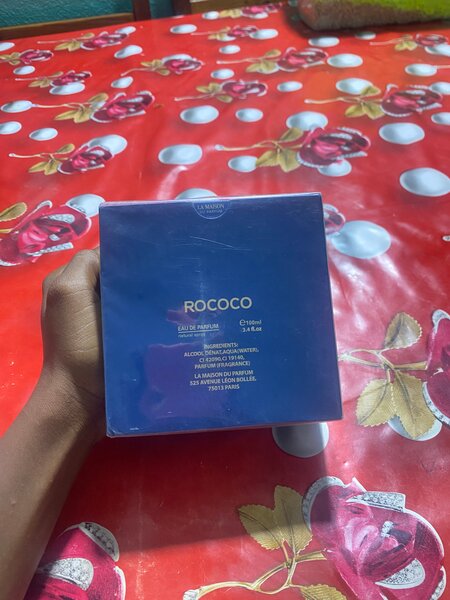 LA MAISON
DU PARFUM
ROCOCO
EAU DE PARFUM
natural spray
℮100ml
3.4 fl.oz
INGREDIENTS:
ALCOOL DENAT,AQUA(WATER),
CI 42090,CI 19140,
PARFUM (FRAGRANCE)
LA MAISON DU PARFUM
525 AVENUE LÉON BOLLÉE,
75013 PARIS